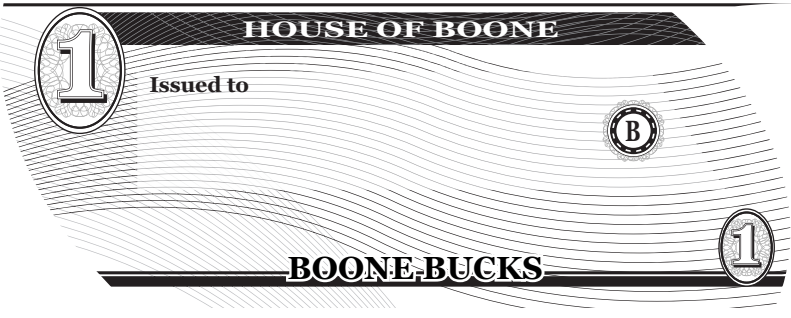 HOUSE OF BOONE
1
Issued to
B
1
BOONE BUCKS